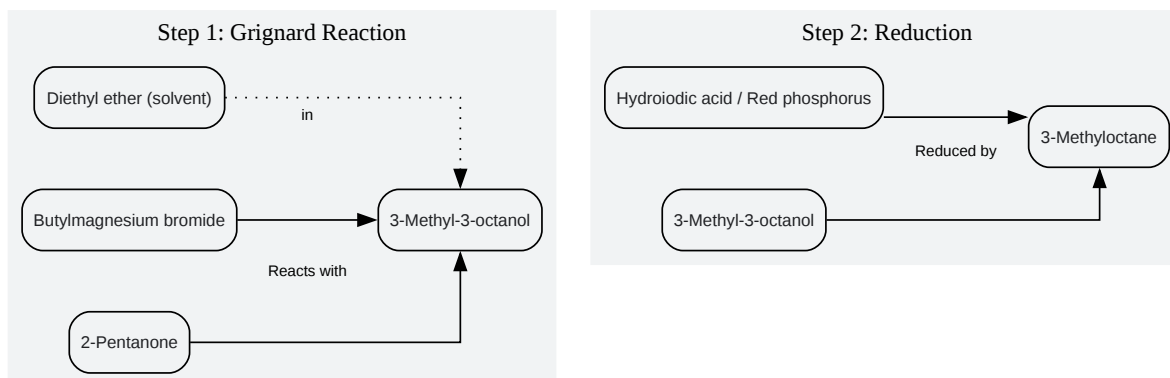 Step 1: Grignard Reaction
Diethyl ether (solvent)
in
Butylmagnesium bromide
3-Methyl-3-octanol
Reacts with
2-Pentanone
Step 2: Reduction
Hydroiodic acid / Red phosphorus
3-Methyloctane
Reduced by
3-Methyl-3-octanol